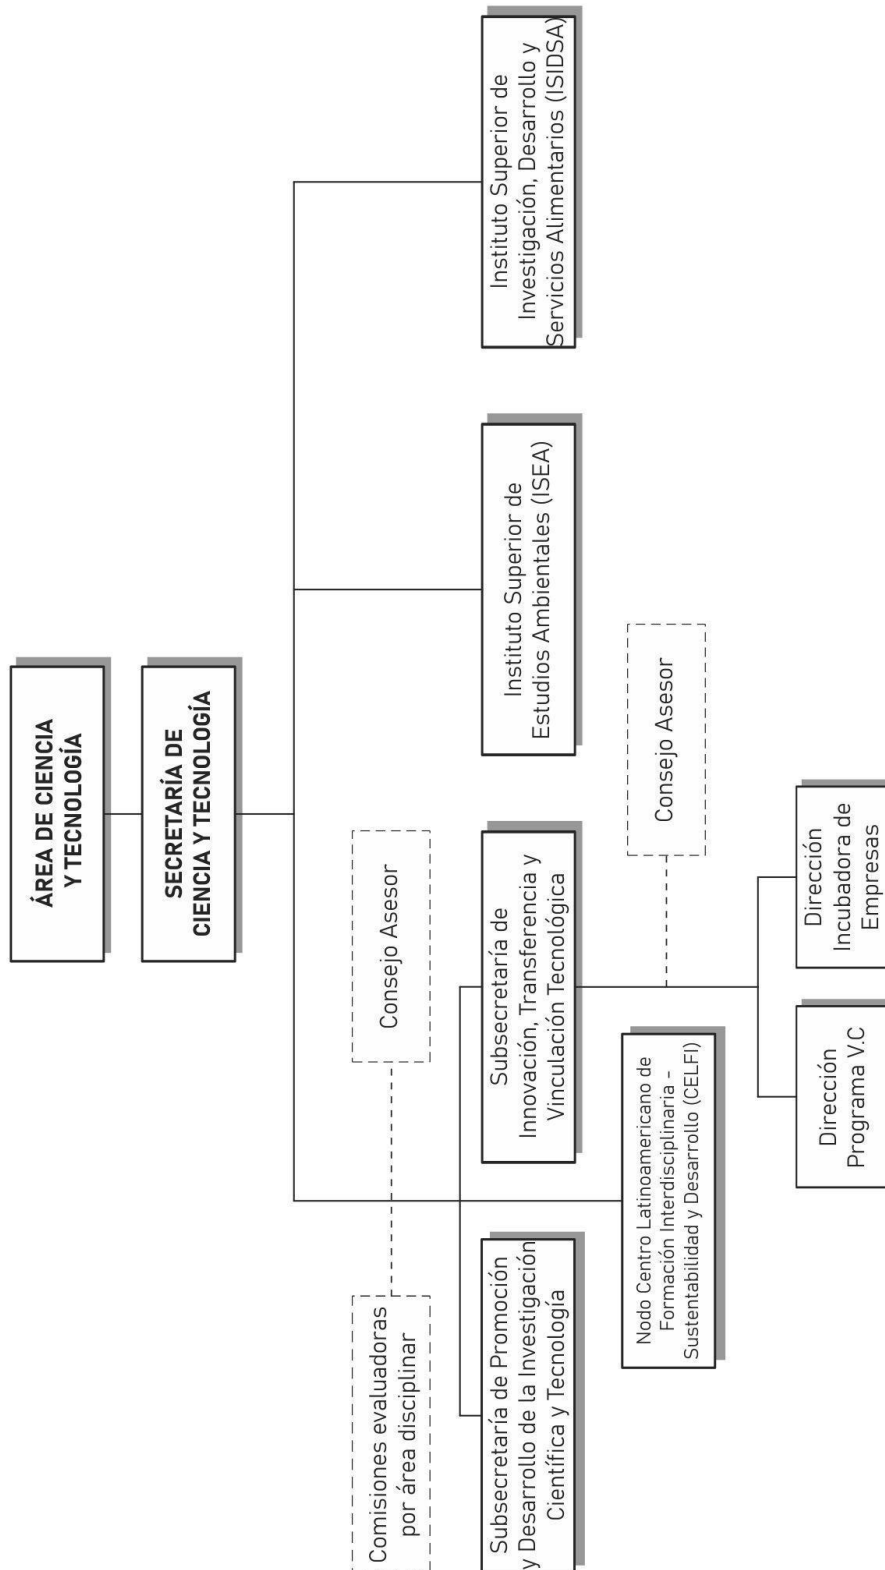 ÁREA DE CIENCIA
Y TECNOLOGÍA
SECRETARÍA DE
CIENCIA Y TECNOLOGÍA
Comisiones evaluadoras
por área disciplinar
Consejo Asesor
Subsecretaría de Promoción
y Desarrollo de la Investigación
Científica y Tecnología
Subsecretaría de
Innovación, Transferencia y
Vinculación Tecnológica
Instituto Superior de
Estudios Ambientales (ISEA)
Instituto Superior de
Investigación, Desarrollo y
Servicios Alimentarios (ISIDSA)
Nodo Centro Latinoamericano de
Formación Interdisciplinaria -
Sustentabilidad y Desarrollo (CELFI)
Consejo Asesor
Dirección
Programa V.C
Dirección
Incubadora de
Empresas